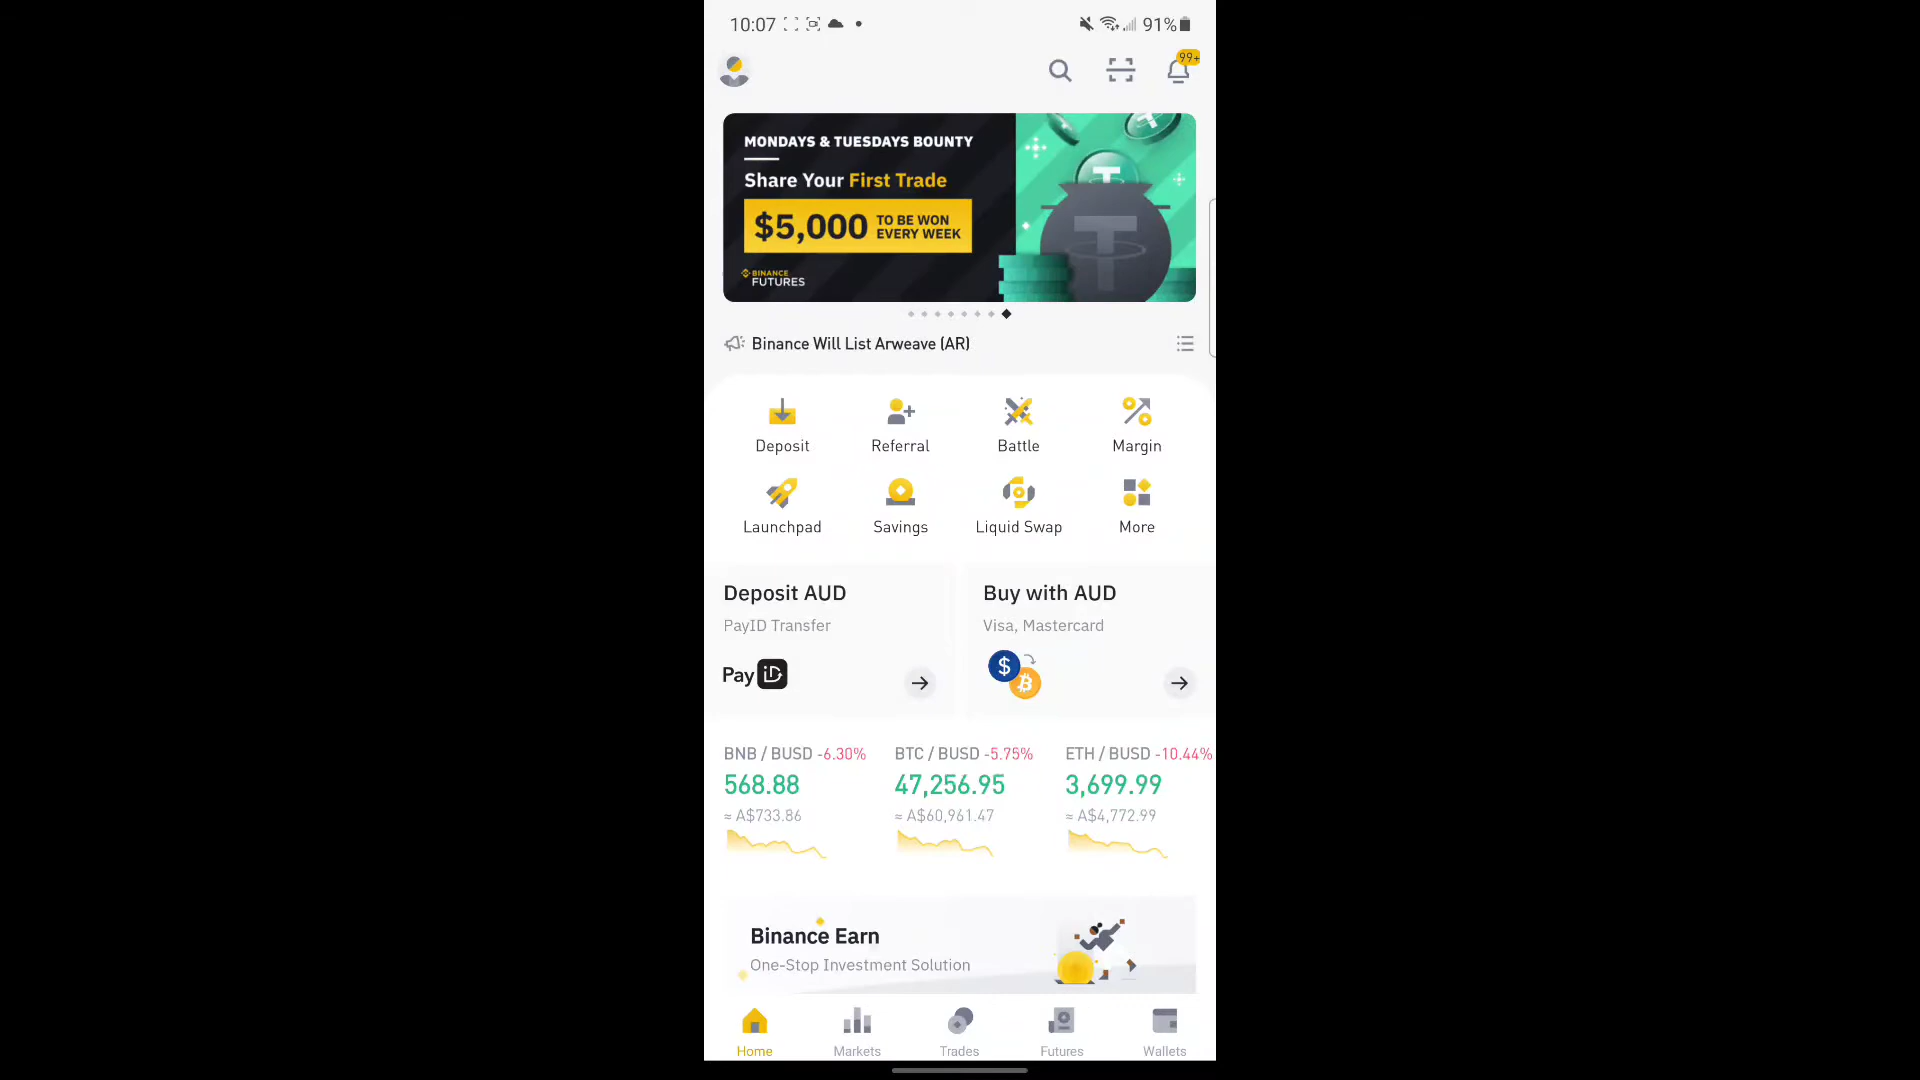 10:07
91%
99+
MONDAYS & TUESDAYS BOUNTY
Share Your First Trade
$5,000 TO BE WON
EVERY WEEK
BINANCE
FUTURES
Binance Will List Arweave (AR)
Deposit Referral Battle Margin
Launchpad Savings Liquid Swap More
Deposit AUD
PayID Transfer
Pay iD
Buy with AUD
Visa, Mastercard
BNB / BUSD -6.30%
568.88
≈ A$733.86
BTC / BUSD -5.75%
47,256.95
≈ A$60,961.47
ETH / BUSD -10.44%
3,699.99
≈ A$4,772.99
Binance Earn
One-Stop Investment Solution
Home Markets Trades Futures Wallets